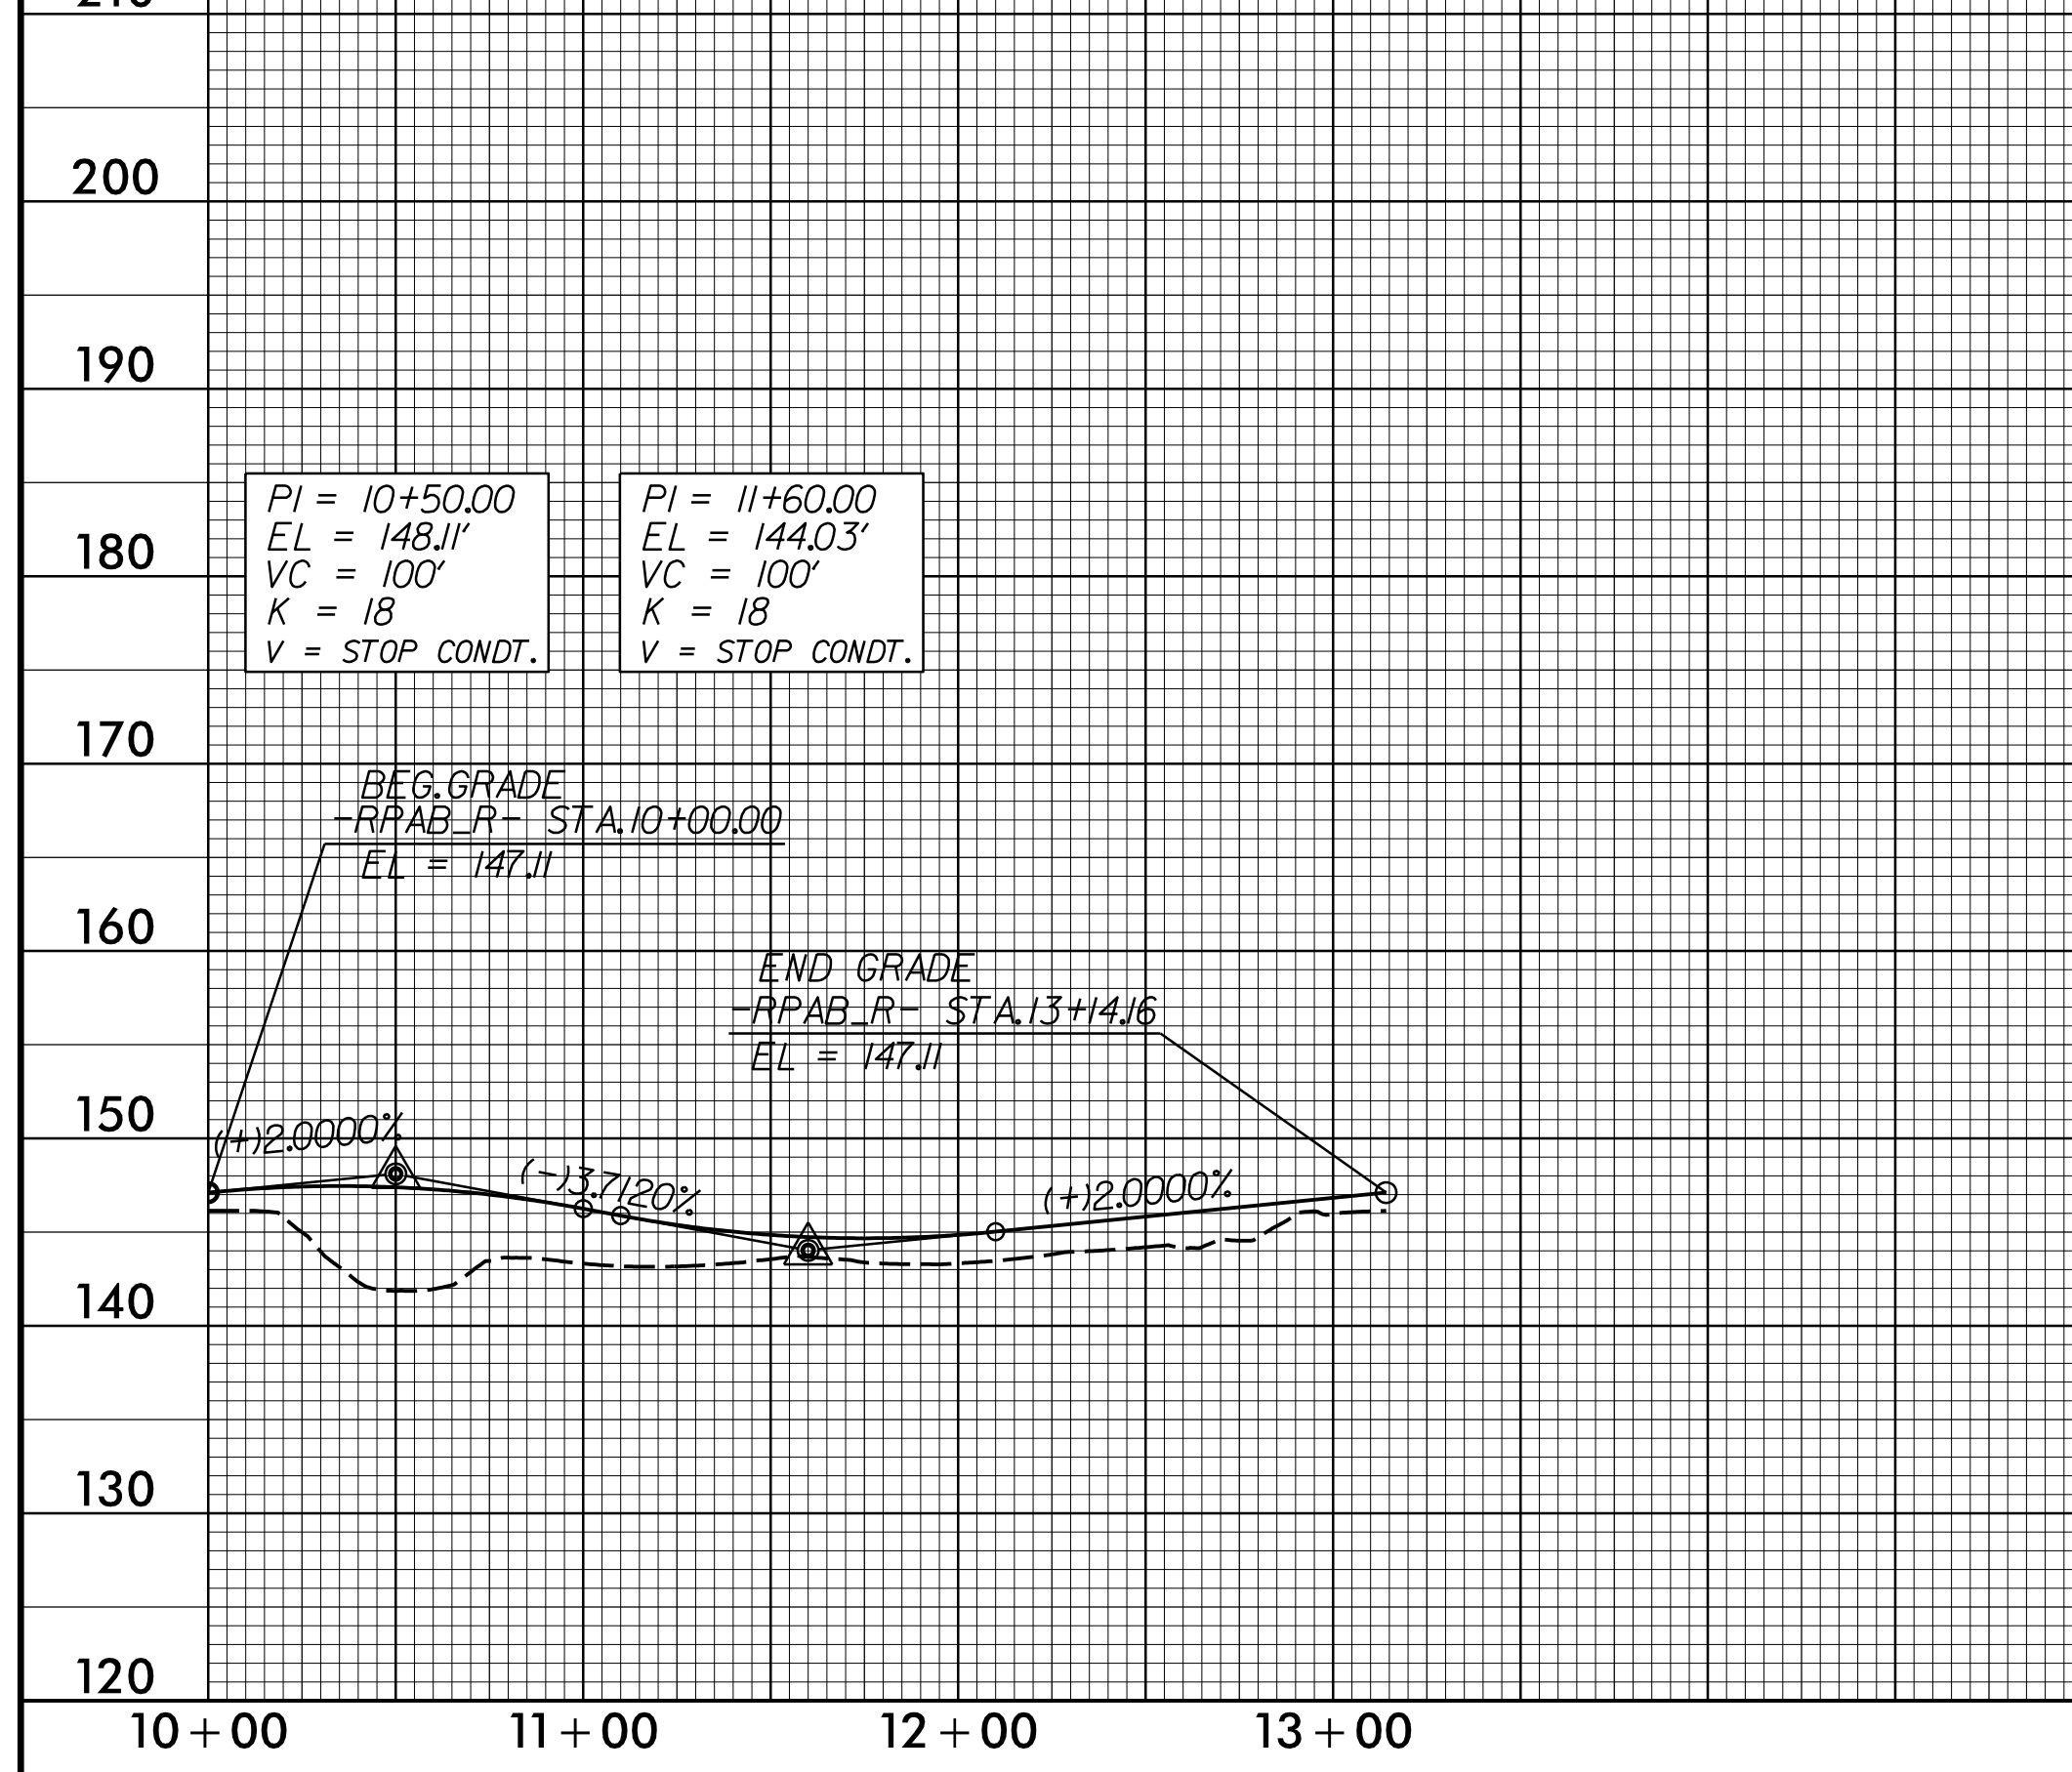 200
190
180
170
160
150
140
130
120
PI = 10+50.00
EL = 148.11'
VC = 100'
K = 18
V = STOP CONDT.
PI = 11+60.00
EL = 144.03'
VC = 100'
K = 18
V = STOP CONDT.
BEG.GRADE
-RPAB_R- STA.10+00.00
EL = 147.11
END GRADE
-RPAB_R- STA.13+14.16
EL = 147.11
(+)2.0000%
(-)3.7120%
(+)2.0000%
10+00 11+00 12+00 13+00